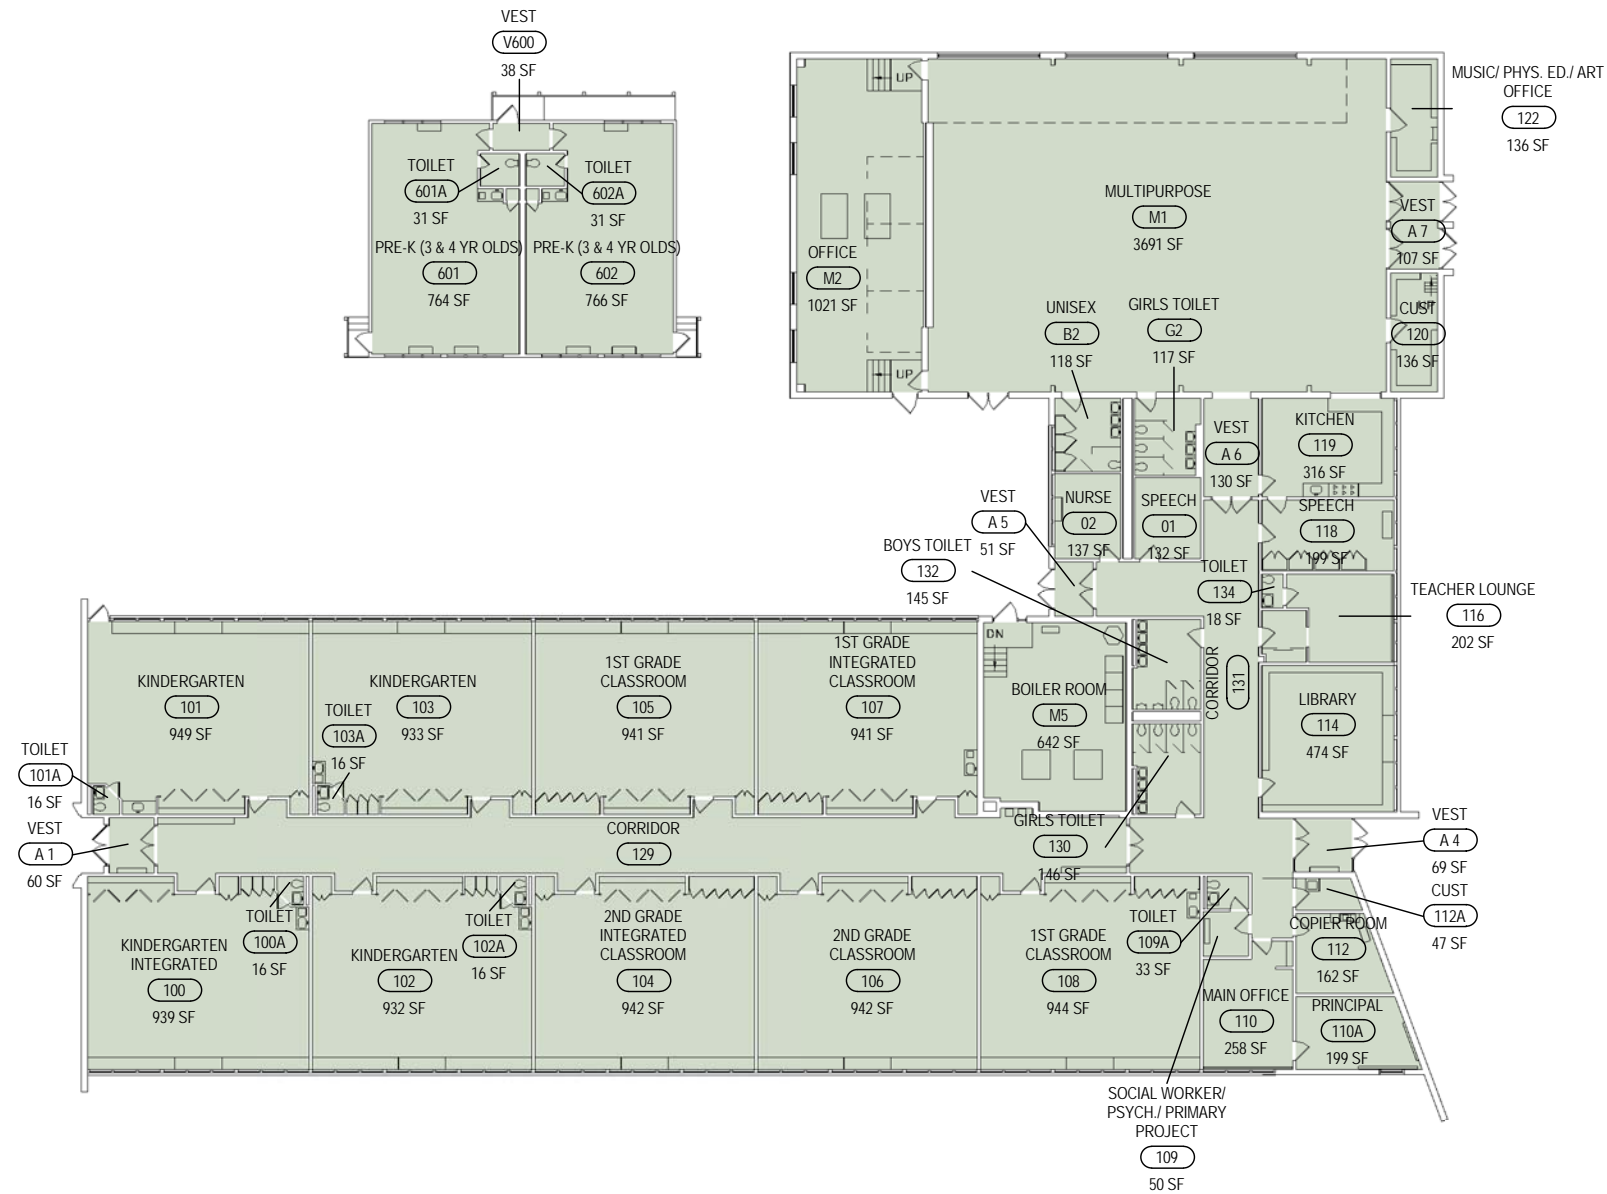 VEST
V600
38 SF
TOILET
601A
31 SF
TOILET
602A
31 SF
PRE-K (3 & 4 YR OLDS)
601
764 SF
PRE-K (3 & 4 YR OLDS)
602
766 SF
UP
UP
OFFICE
M2
1021 SF
MULTIPURPOSE
M1
3691 SF
MUSIC/ PHYS. ED./ ART
OFFICE
122
136 SF
VEST
A 7
107 SF
CUST
120
136 SF
UNISEX
B2
118 SF
GIRLS TOILET
G2
117 SF
VEST
A 6
130 SF
KITCHEN
119
316 SF
NURSE
02
137 SF
SPEECH
01
132 SF
SPEECH
118
199 SF
VEST
A 5
51 SF
BOYS TOILET
132
145 SF
TOILET
134
18 SF
TEACHER LOUNGE
116
202 SF
CORRIDOR
131
LIBRARY
114
474 SF
DN
BOILER ROOM
M5
642 SF
KINDERGARTEN
101
949 SF
KINDERGARTEN
103
933 SF
TOILET
103A
16 SF
1ST GRADE
CLASSROOM
105
941 SF
1ST GRADE
INTEGRATED
CLASSROOM
107
941 SF
TOILET
101A
16 SF
VEST
A 1
60 SF
CORRIDOR
129
GIRLS TOILET
130
146 SF
VEST
A 4
69 SF
CUST
112A
47 SF
KINDERGARTEN
INTEGRATED
100
939 SF
TOILET
100A
16 SF
KINDERGARTEN
102
932 SF
TOILET
102A
16 SF
2ND GRADE
INTEGRATED
CLASSROOM
104
942 SF
2ND GRADE
CLASSROOM
106
942 SF
1ST GRADE
CLASSROOM
108
944 SF
TOILET
109A
33 SF
COPIER ROOM
112
162 SF
MAIN OFFICE
110
258 SF
PRINCIPAL
110A
199 SF
SOCIAL WORKER/
PSYCH./ PRIMARY
PROJECT
109
50 SF